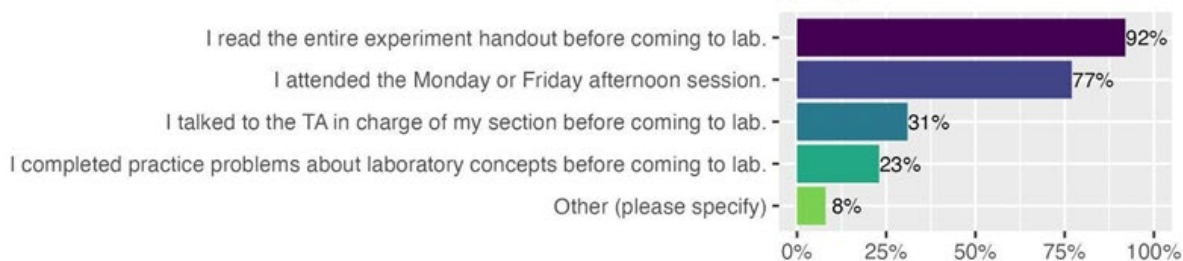 I read the entire experiment handout before coming to lab. 92%
I attended the Monday or Friday afternoon session. 77%
I talked to the TA in charge of my section before coming to lab. 31%
I completed practice problems about laboratory concepts before coming to lab. 23%
Other (please specify) 8%
0% 25% 50% 75% 100%